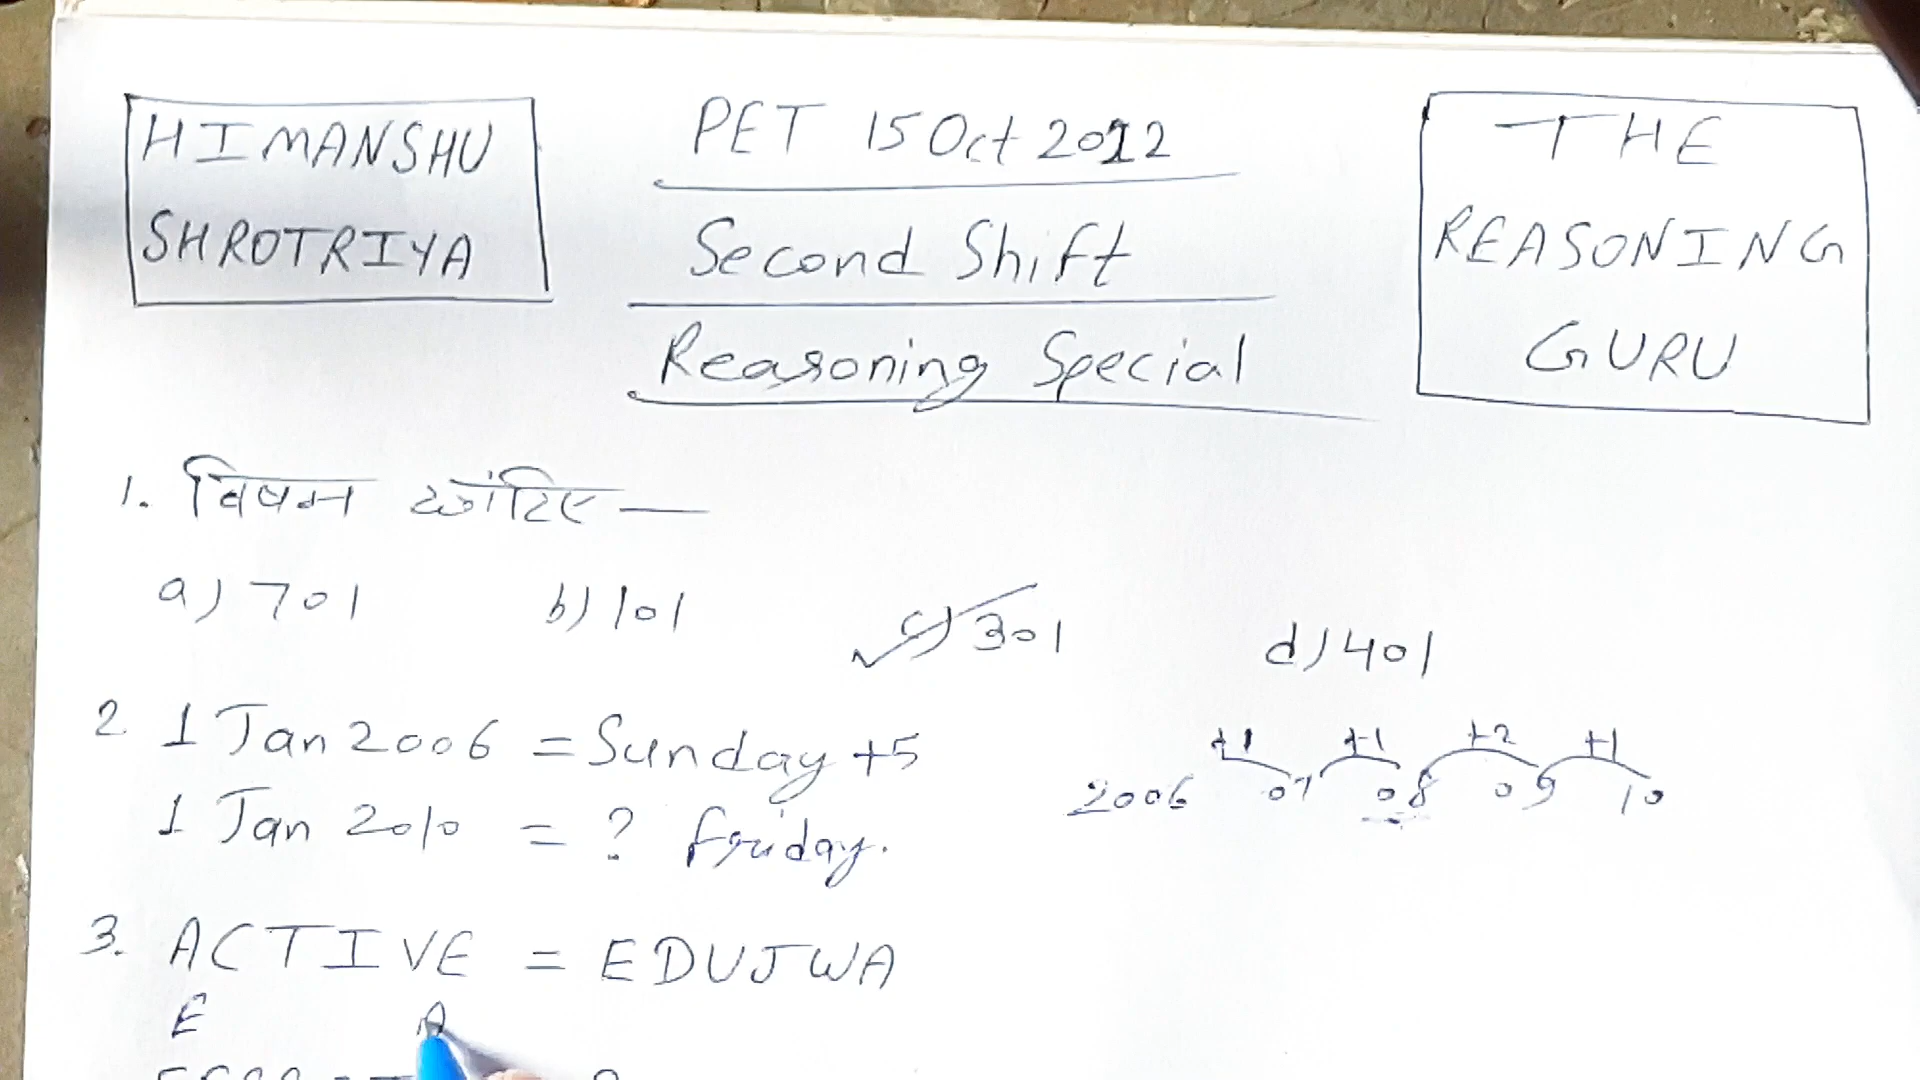 HIMANSHU
SHROTRIYA
PET 15 Oct 2022
Second Shift
Reasoning Special
THE
REASONING
GURU
1. विषम छांटिए —
a) 701 b) 101 c) 301 d) 401
2. 1 Jan 2006 = Sunday +5
1 Jan 2010 = ? Friday.
+1 +1 +2 +1
2006 07 08 09 10
3. ACTIVE = EDUJWA
E A